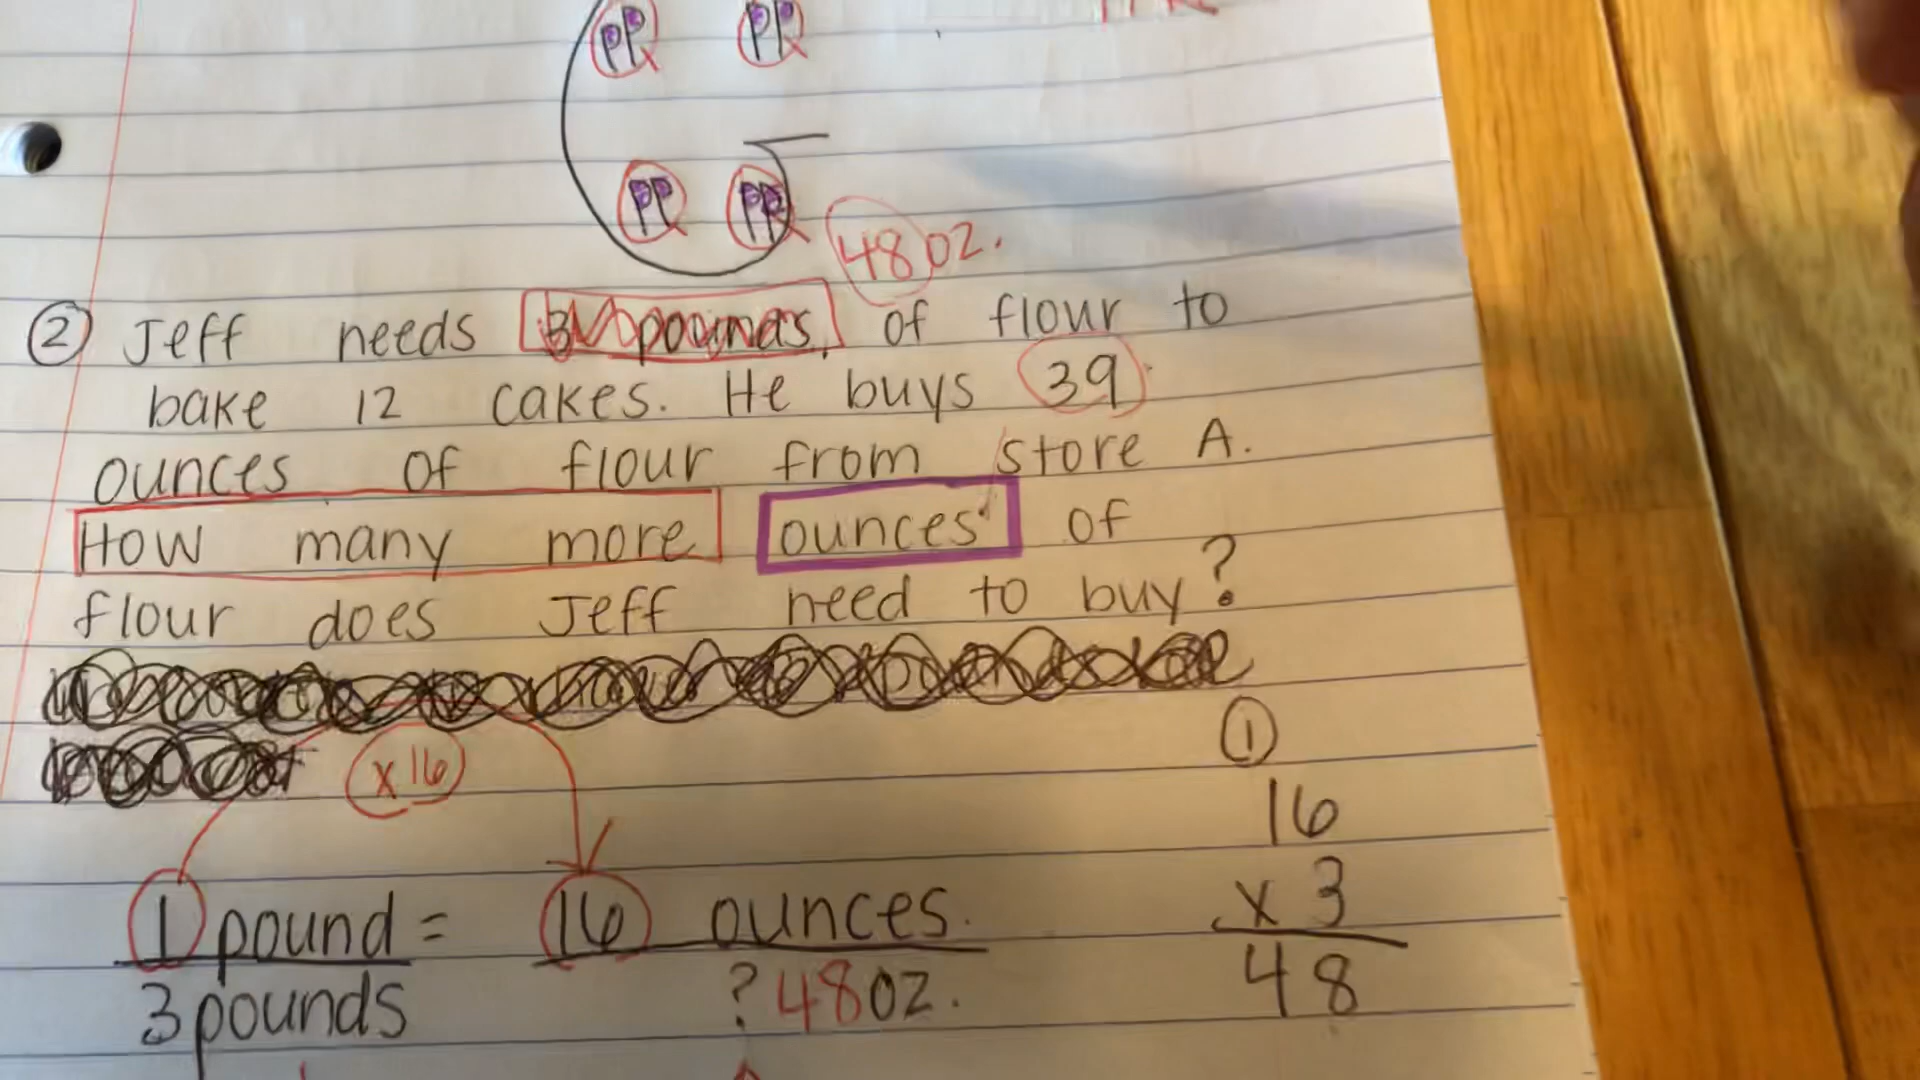 PP PP
PP PP
48 oz.
② Jeff needs 3 pounds of flour to
bake 12 cakes. He buys 39
ounces of flour from store A.
How many more ounces of
flour does Jeff need to buy?
x 16
①
16
x 3
48
1 pound = 16 ounces.
3 pounds ? 48 oz.